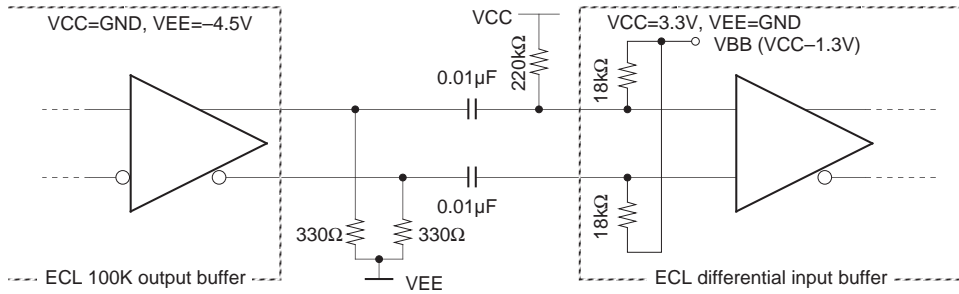 VCC=GND, VEE=–4.5V
VCC
VCC=3.3V, VEE=GND
VBB (VCC–1.3V)
0.01µF
220kΩ
18kΩ
0.01µF
18kΩ
330Ω
330Ω
VEE
ECL 100K output buffer
ECL differential input buffer